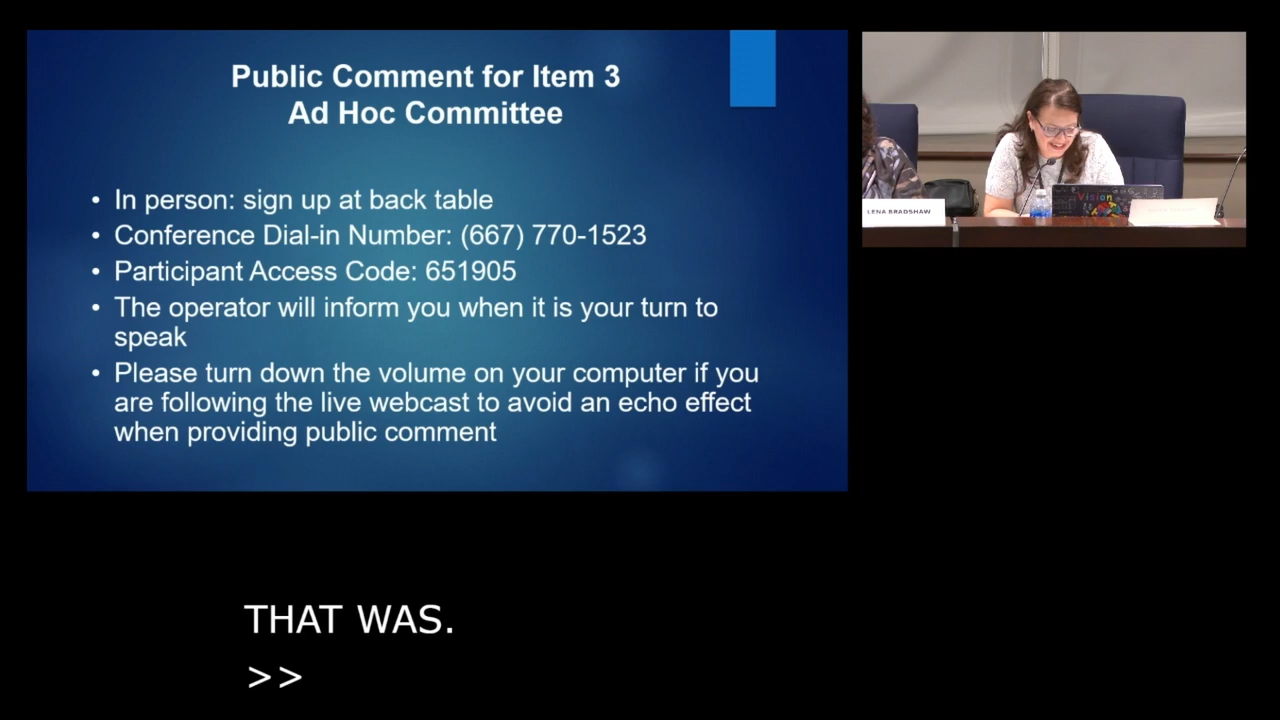 Public Comment for Item 3
Ad Hoc Committee
• In person: sign up at back table
• Conference Dial-in Number: (667) 770-1523
• Participant Access Code: 651905
• The operator will inform you when it is your turn to
speak
• Please turn down the volume on your computer if you
are following the live webcast to avoid an echo effect
when providing public comment
LENA BRADSHAW
Vision
THAT WAS.
>>